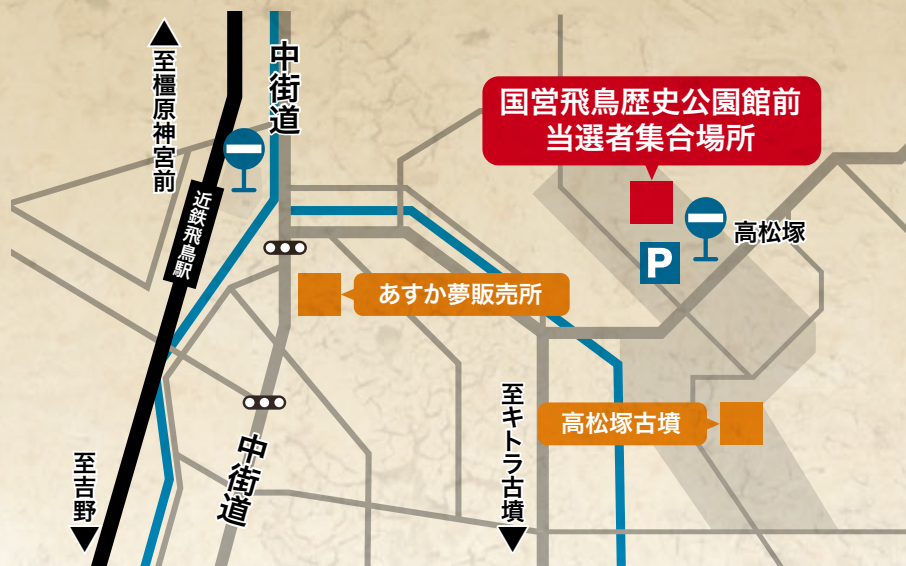 至橿原神宮前
中街道
国営飛鳥歴史公園館前
当選者集合場所
近鉄飛鳥駅
高松塚
P
あすか夢販売所
至キトラ古墳
高松塚古墳
中街道
至吉野